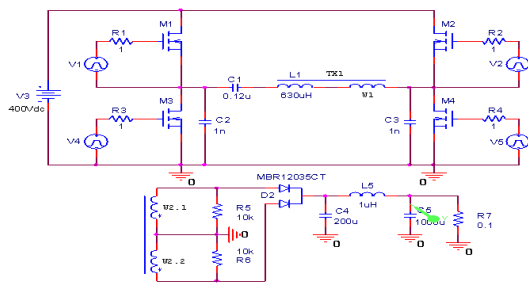 M1
M2
R1
1
R2
1
V1
V2
C1
0.12u
L1
630uH
TX1
W1
V3
400Vdc
R3
1
M3
C2
1n
C3
1n
M4
R4
1
V4
V5
0
0
MBR12035CT
D2
W2.1
R5
10k
0
10k
R6
W2.2
L5
1uH
C4
200u
C5
1000u
R7
0.1
0
0
0